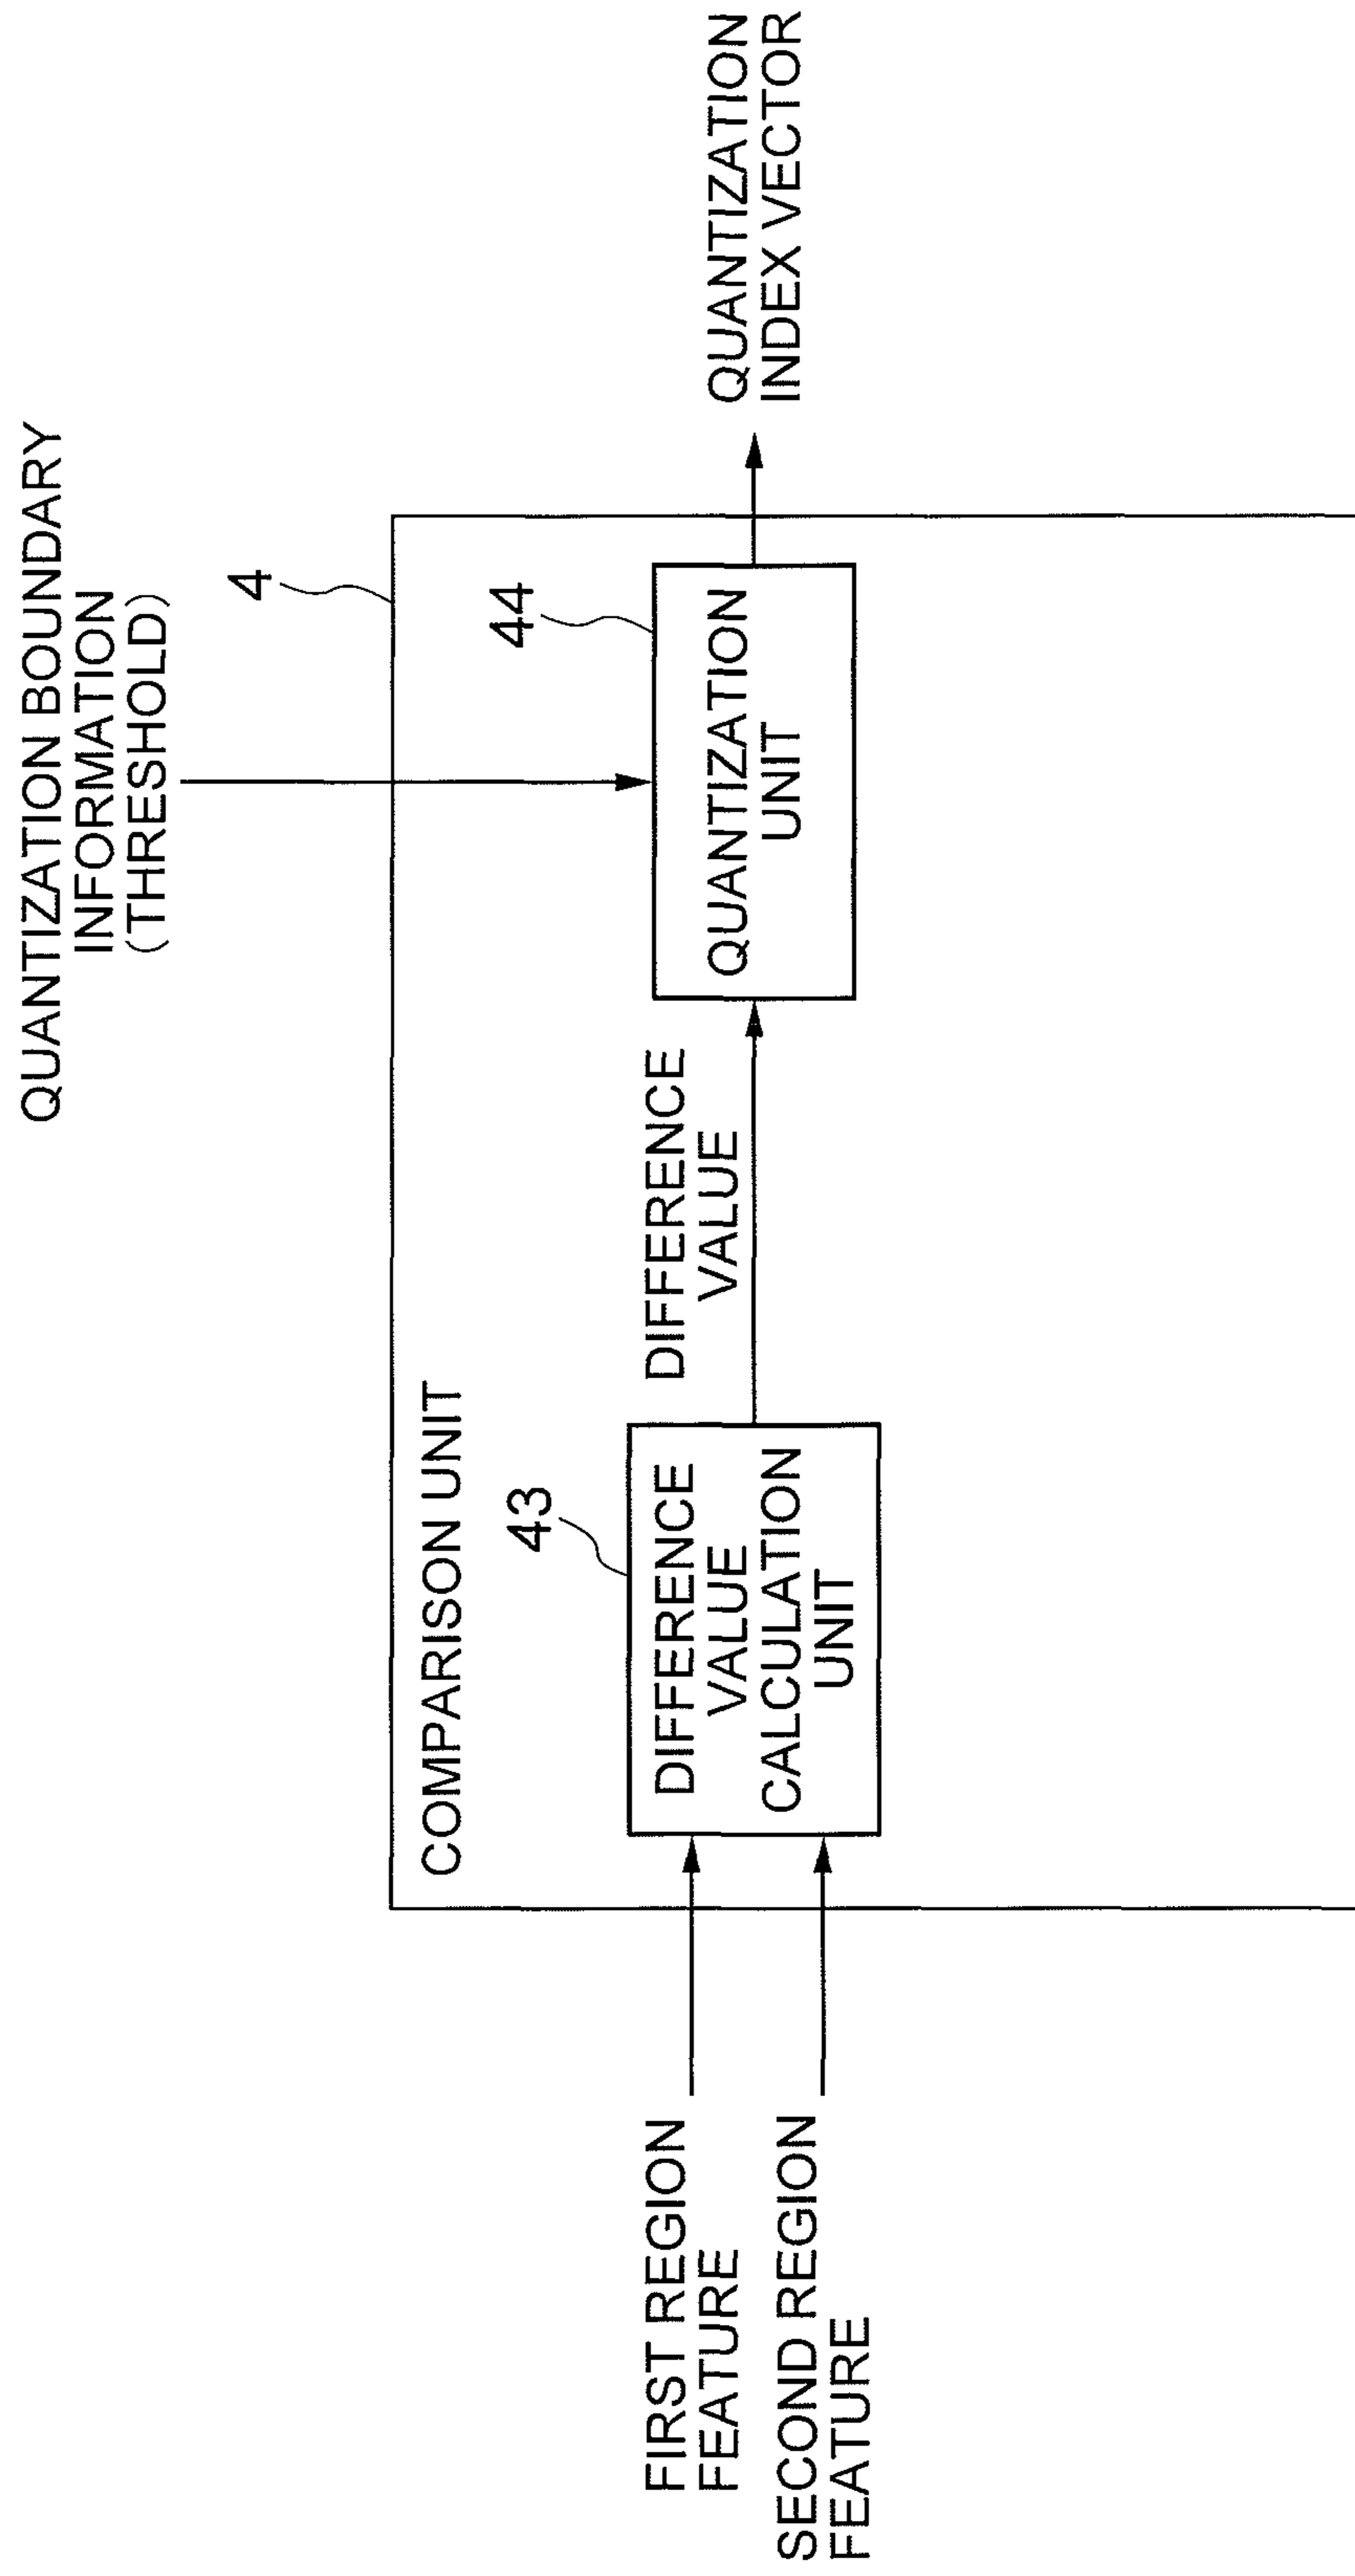 QUANTIZATION BOUNDARY
INFORMATION
(THRESHOLD)
4
COMPARISON UNIT
43
44
FIRST REGION
FEATURE
SECOND REGION
FEATURE
DIFFERENCE
VALUE
CALCULATION
UNIT
DIFFERENCE
VALUE
QUANTIZATION
UNIT
QUANTIZATION
INDEX VECTOR